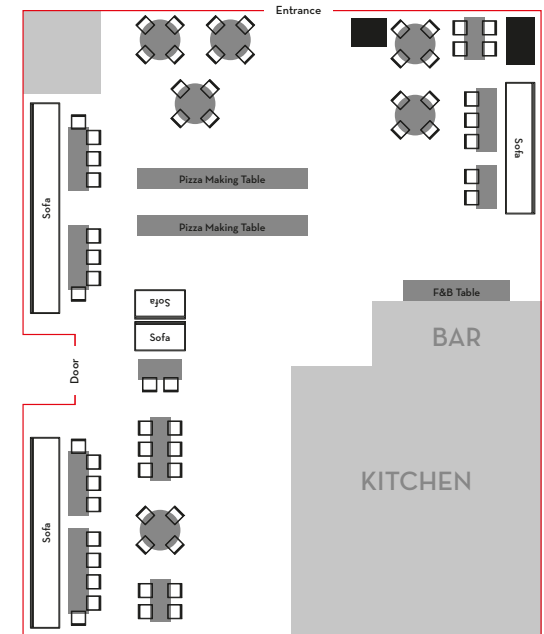 Entrance
Sofa
Pizza Making Table
Sofa
Pizza Making Table
F&B Table
Sofa
Sofa
BAR
Door
KITCHEN
Sofa